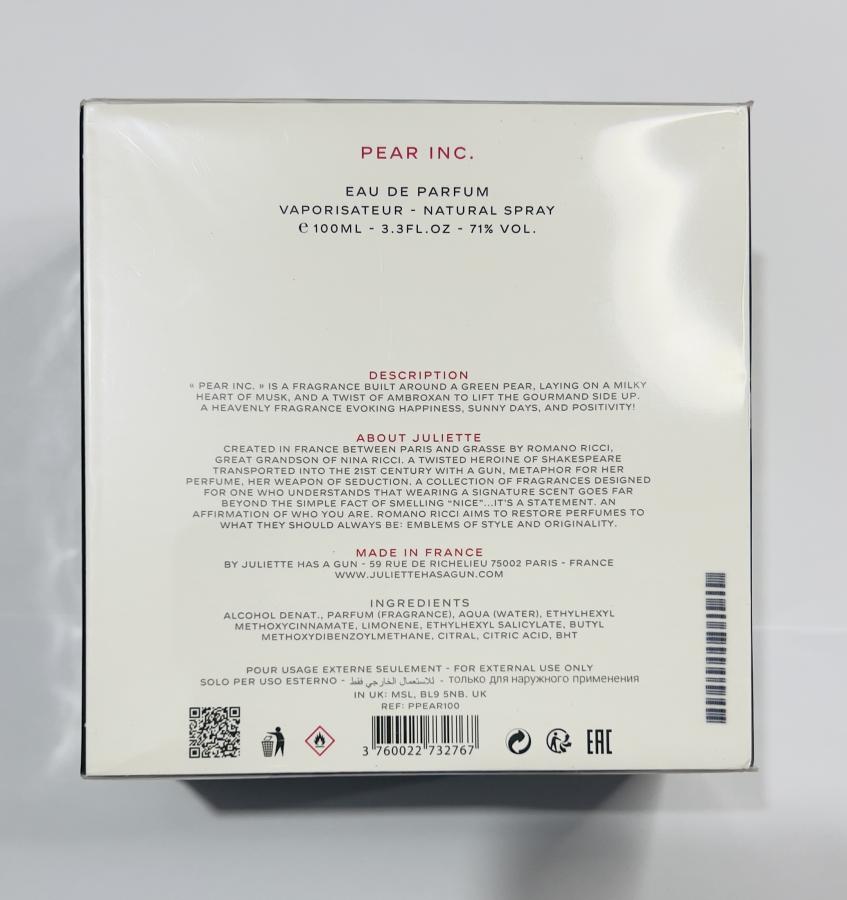 PEAR INC.
EAU DE PARFUM
VAPORISATEUR - NATURAL SPRAY
℮ 100ML - 3.3FL.OZ - 71% VOL.
DESCRIPTION
« PEAR INC. » IS A FRAGRANCE BUILT AROUND A GREEN PEAR, LAYING ON A MILKY
HEART OF MUSK, AND A TWIST OF AMBROXAN TO LIFT THE GOURMAND SIDE UP.
A HEAVENLY FRAGRANCE EVOKING HAPPINESS, SUNNY DAYS, AND POSITIVITY!
ABOUT JULIETTE
CREATED IN FRANCE BETWEEN PARIS AND GRASSE BY ROMANO RICCI,
GREAT GRANDSON OF NINA RICCI. A TWISTED HEROINE OF SHAKESPEARE
TRANSPORTED INTO THE 21ST CENTURY WITH A GUN, METAPHOR FOR HER
PERFUME, HER WEAPON OF SEDUCTION. A COLLECTION OF FRAGRANCES DESIGNED
FOR ONE WHO UNDERSTANDS THAT WEARING A SIGNATURE SCENT GOES FAR
BEYOND THE SIMPLE FACT OF SMELLING “NICE”...IT'S A STATEMENT. AN
AFFIRMATION OF WHO YOU ARE. ROMANO RICCI AIMS TO RESTORE PERFUMES TO
WHAT THEY SHOULD ALWAYS BE: EMBLEMS OF STYLE AND ORIGINALITY.
MADE IN FRANCE
BY JULIETTE HAS A GUN - 59 RUE DE RICHELIEU 75002 PARIS - FRANCE
WWW.JULIETTEHASAGUN.COM
INGREDIENTS
ALCOHOL DENAT., PARFUM (FRAGRANCE), AQUA (WATER), ETHYLHEXYL
METHOXYCINNAMATE, LIMONENE, ETHYLHEXYL SALICYLATE, BUTYL
METHOXYDIBENZOYLMETHANE, CITRAL, CITRIC ACID, BHT
POUR USAGE EXTERNE SEULEMENT - FOR EXTERNAL USE ONLY
SOLO PER USO ESTERNO - للاستعمال الخارجي فقط - только для наружного применения
IN UK: MSL, BL9 5NB. UK
REF: PPEAR100
3 760022 732767
EAC